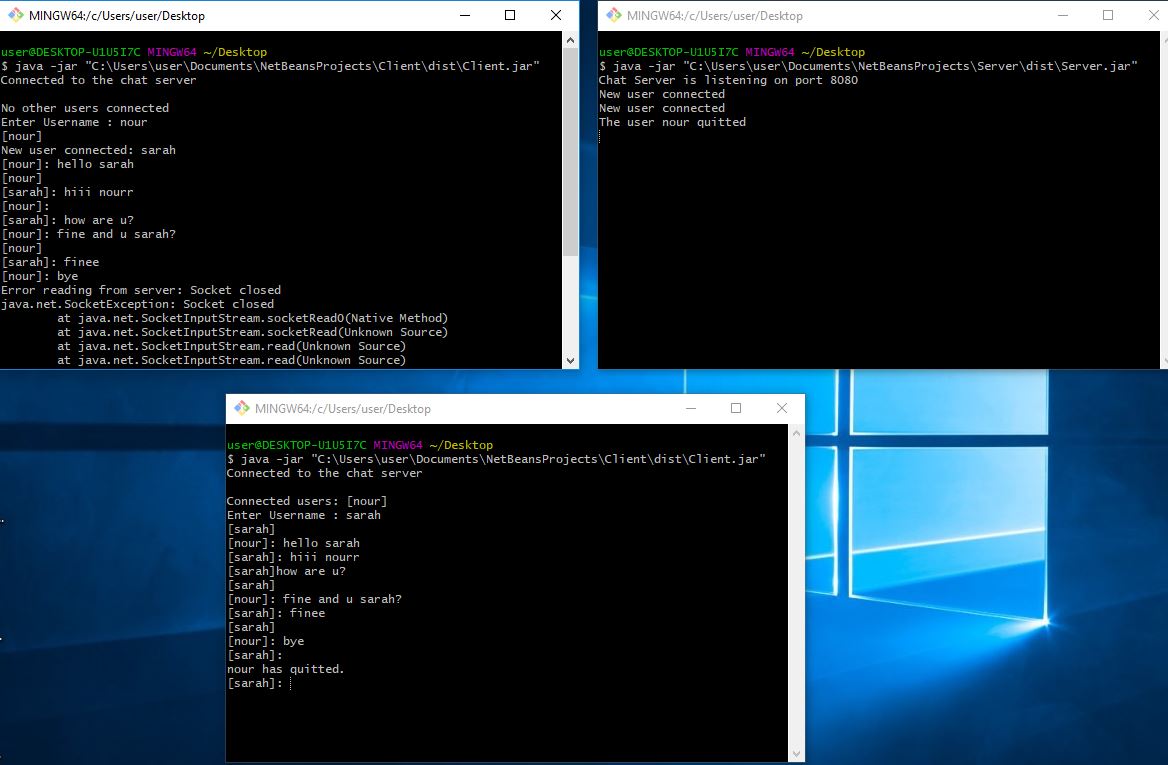 MINGW64:/c/Users/user/Desktop
user@DESKTOP-U1U5I7C MINGW64 ~/Desktop
$ java -jar "C:\Users\user\Documents\NetBeansProjects\Client\dist\Client.jar"
Connected to the chat server
No other users connected
Enter Username : nour
[nour]
New user connected: sarah
[nour]: hello sarah
[nour]
[sarah]: hiii nourr
[nour]:
[sarah]: how are u?
[nour]: fine and u sarah?
[nour]
[sarah]: finee
[nour]: bye
Error reading from server: Socket closed
java.net.SocketException: Socket closed
at java.net.SocketInputStream.socketRead0(Native Method)
at java.net.SocketInputStream.socketRead(Unknown Source)
at java.net.SocketInputStream.read(Unknown Source)
at java.net.SocketInputStream.read(Unknown Source)
MINGW64:/c/Users/user/Desktop
user@DESKTOP-U1U5I7C MINGW64 ~/Desktop
$ java -jar "C:\Users\user\Documents\NetBeansProjects\Server\dist\Server.jar"
Chat Server is listening on port 8080
New user connected
New user connected
The user nour quitted
MINGW64:/c/Users/user/Desktop
user@DESKTOP-U1U5I7C MINGW64 ~/Desktop
$ java -jar "C:\Users\user\Documents\NetBeansProjects\Client\dist\Client.jar"
Connected to the chat server
Connected users: [nour]
Enter Username : sarah
[sarah]
[nour]: hello sarah
[sarah]: hiii nourr
[sarah]how are u?
[sarah]
[nour]: fine and u sarah?
[sarah]: finee
[sarah]
[nour]: bye
[sarah]:
nour has quitted.
[sarah]: